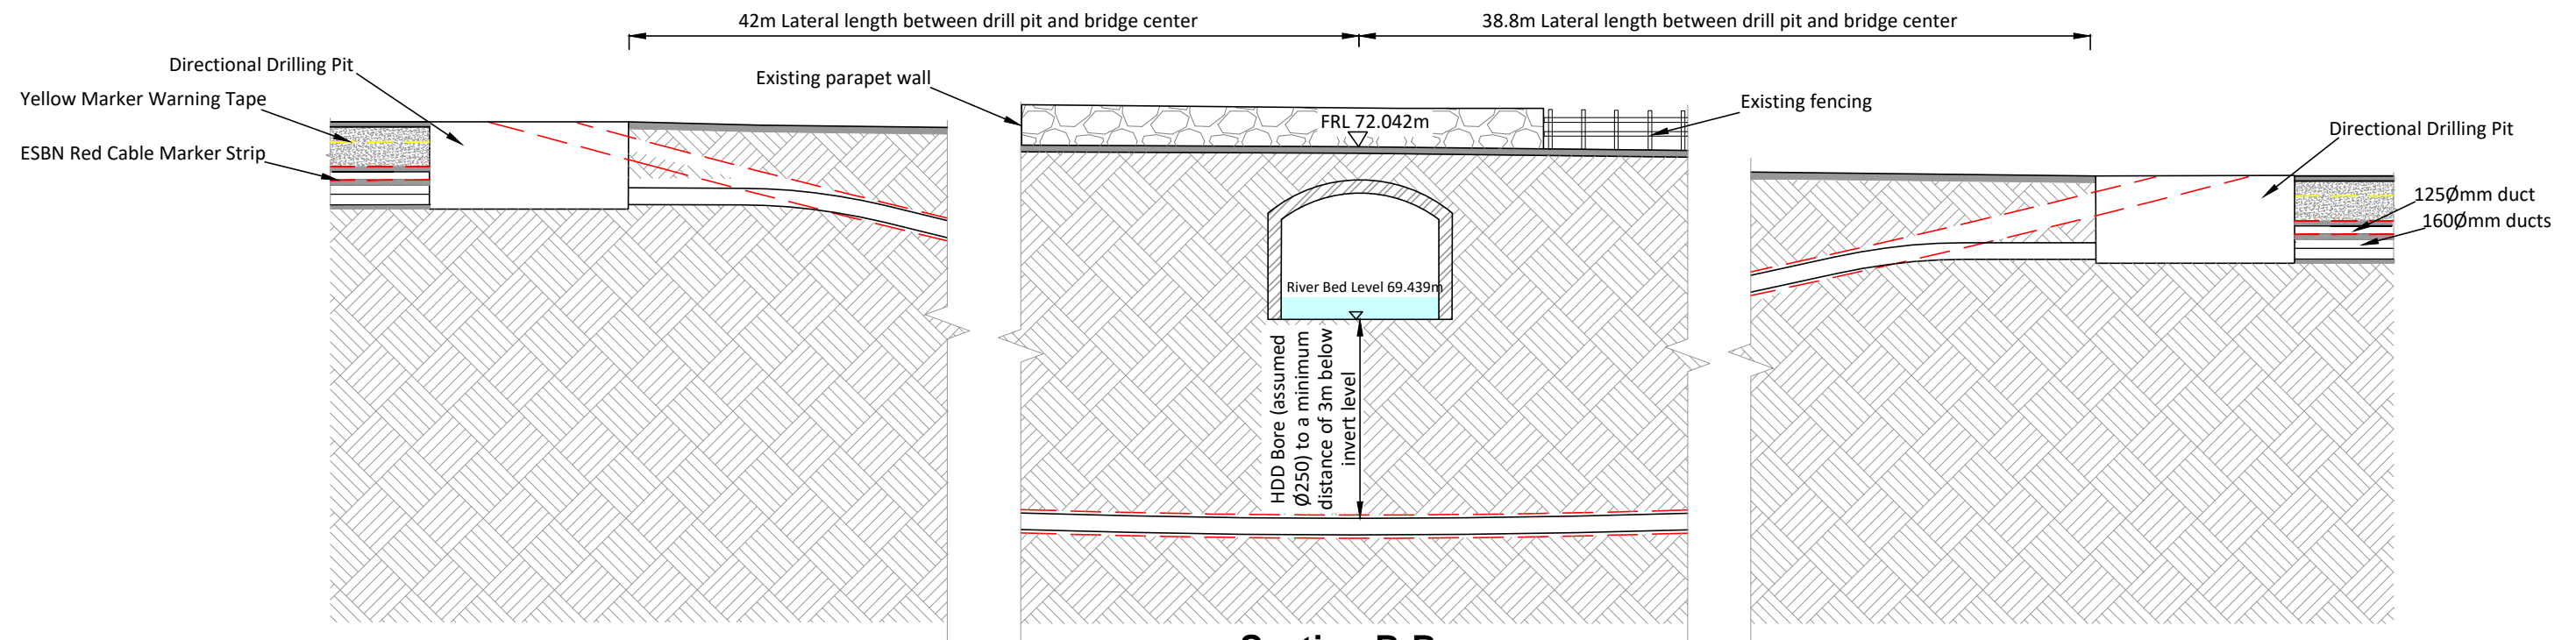 42m Lateral length between drill pit and bridge center
38.8m Lateral length between drill pit and bridge center
Directional Drilling Pit
Yellow Marker Warning Tape
ESBN Red Cable Marker Strip
Existing parapet wall
FRL 72.042m
Existing fencing
Directional Drilling Pit
125Ømm duct
160Ømm ducts
River Bed Level 69.439m
HDD Bore (assumed
Ø250) to a minimum
distance of 3m below
invert level